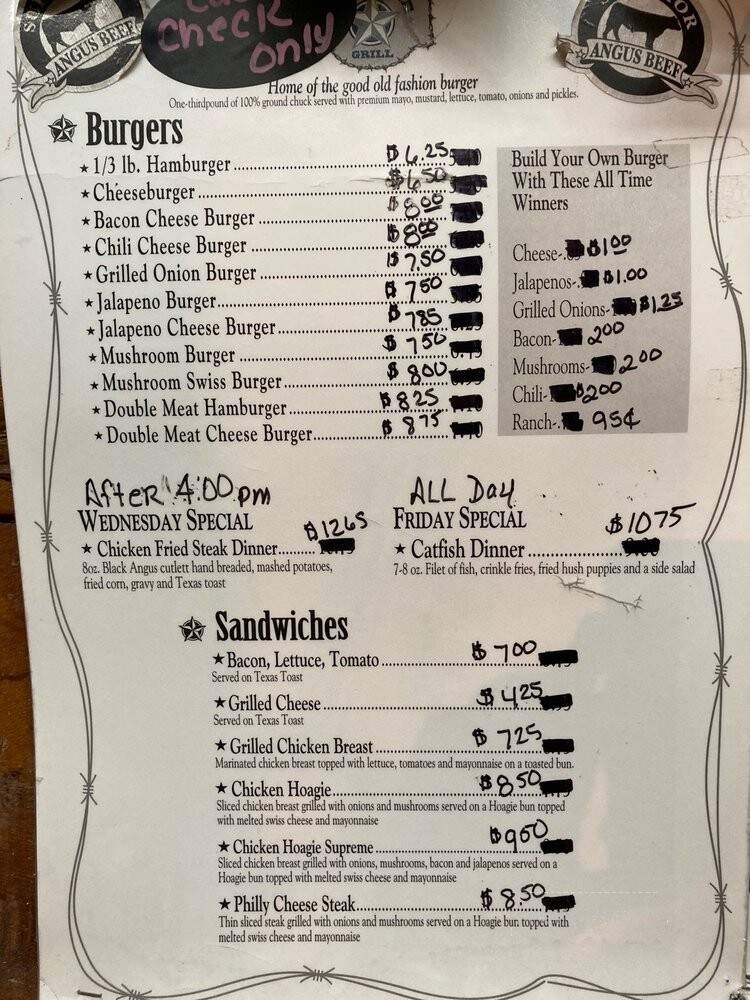 ANGUS BEEF
Check
only
GRILL
ANGUS BEEF
Home of the good old fashion burger
One-thirdpound of 100% ground chuck served with premium mayo, mustard, lettuce, tomato, onions and pickles.
Burgers
1/3 lb. Hamburger $6.25
Cheeseburger $6.50
Bacon Cheese Burger $8.00
Chili Cheese Burger $8.00
Grilled Onion Burger $7.50
Jalapeno Burger $7.50
Jalapeno Cheese Burger $7.85
Mushroom Burger $7.50
Mushroom Swiss Burger $8.00
Double Meat Hamburger $8.25
Double Meat Cheese Burger $8.75
Build Your Own Burger
With These All Time
Winners
Cheese- $1.00
Jalapenos- $1.00
Grilled Onions- $1.25
Bacon- 2.00
Mushrooms- 2.00
Chili- $2.00
Ranch- 95¢
After 4:00 pm
WEDNESDAY SPECIAL
Chicken Fried Steak Dinner $12.65
8oz. Black Angus cutlett hand breaded, mashed potatoes,
fried corn, gravy and Texas toast
ALL Day
FRIDAY SPECIAL
Catfish Dinner $10.75
7-8 oz. Filet of fish, crinkle fries, fried hush puppies and a side salad
Sandwiches
Bacon, Lettuce, Tomato $7.00
Served on Texas Toast
Grilled Cheese $4.25
Served on Texas Toast
Grilled Chicken Breast $7.25
Marinated chicken breast topped with lettuce, tomatoes and mayonnaise on a toasted bun.
Chicken Hoagie $8.50
Sliced chicken breast grilled with onions and mushrooms served on a Hoagie bun topped
with melted swiss cheese and mayonnaise
Chicken Hoagie Supreme $9.00
Sliced chicken breast grilled with onions, mushrooms, bacon and jalapenos served on a
Hoagie bun topped with melted swiss cheese and mayonnaise
Philly Cheese Steak $8.50
Thin sliced steak grilled with onions and mushrooms served on a Hoagie bun topped with
melted swiss cheese and mayonnaise